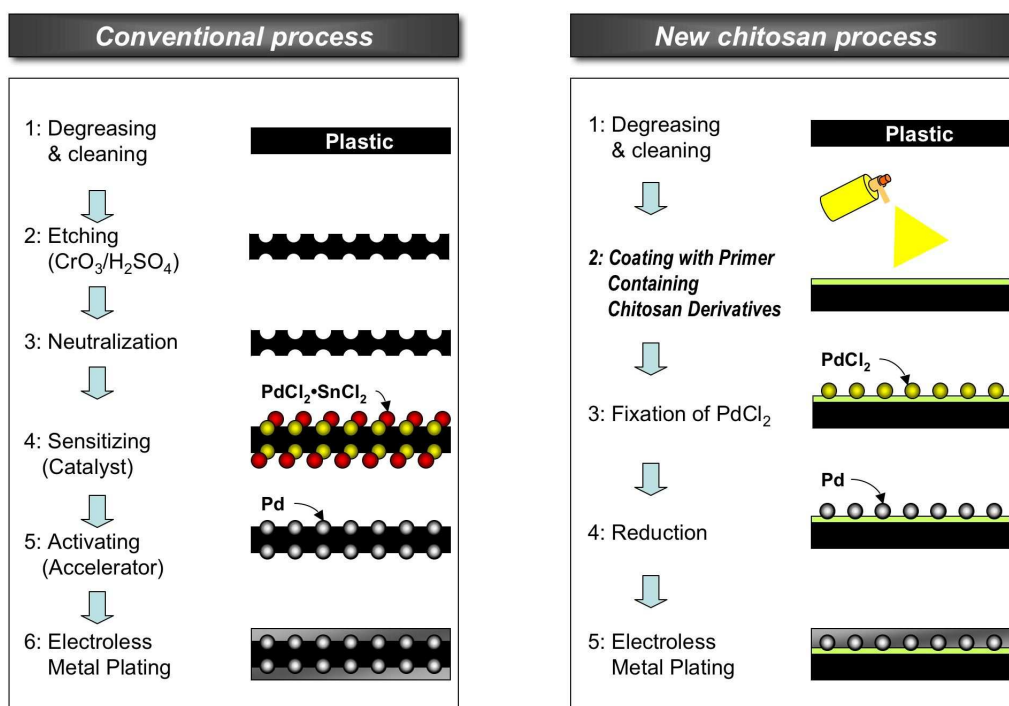 Conventional process
1: Degreasing
& cleaning
Plastic
2: Etching
(CrO₃/H₂SO₄)
3: Neutralization
PdCl₂•SnCl₂
4: Sensitizing
(Catalyst)
Pd
5: Activating
(Accelerator)
6: Electroless
Metal Plating
New chitosan process
1: Degreasing
& cleaning
Plastic
2: Coating with Primer
Containing
Chitosan Derivatives
PdCl₂
3: Fixation of PdCl₂
Pd
4: Reduction
5: Electroless
Metal Plating